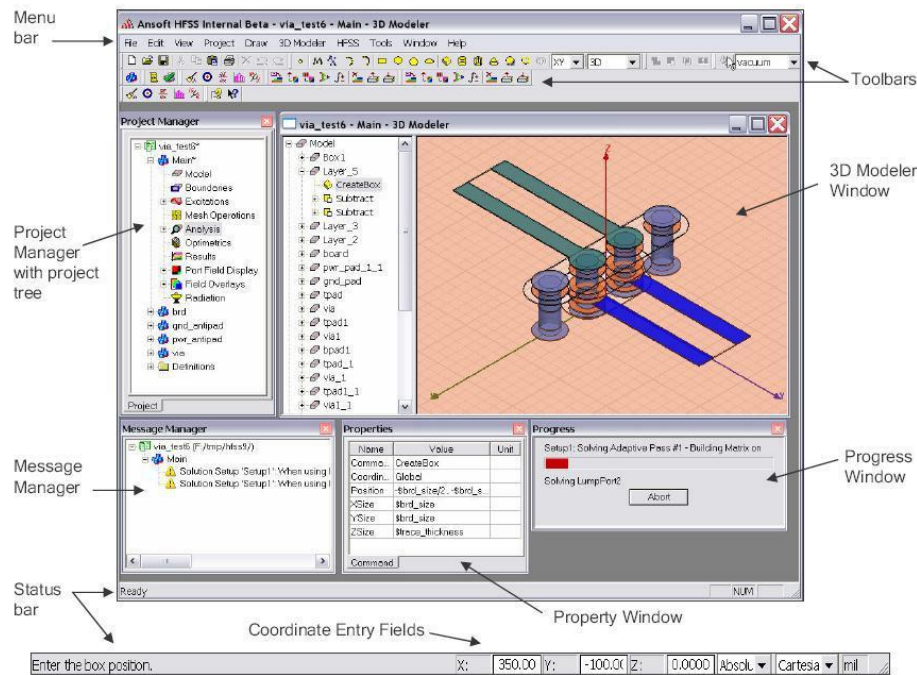 Menu
bar
Ansoft HFSS Internal Beta - via_test6 - Main - 3D Modeler
File Edit View Project Draw 3D Modeler HFSS Tools Window Help
XY 3D vacuum
Toolbars
Project Manager
via_test6*
Main*
Model
Boundaries
Excitations
Mesh Operations
Analysis
Optimetrics
Results
Port Field Display
Field Overlays
Radiation
brd
gnd_antipad
pwr_antipad
via
Definitions
Project
Project
Manager
with project
tree
via_test6 - Main - 3D Modeler
Model
Box1
Layer_5
CreateBox
Subtract
Subtract
Layer_3
Layer_2
board
pwr_pad_1_1
gnd_pad
tpad
via
tpad1
via1
bpad1
tpad_1
via_1
tpad1_1
via1_1
Z
3D Modeler
Window
Message Manager
via_test6 (F:/tmp/hfss9/)
Main
Solution Setup 'Setup1': When using l
Solution Setup 'Setup1': When using l
Message
Manager
Properties
Name Value Unit
Comma... CreateBox
Coordin... Global
Position -$brd_size/2, -$brd_s...
XSize $brd_size
YSize $brd_size
ZSize $trace_thickness
Command
Progress
Setup1: Solving Adaptive Pass #1 - Building Matrix on
Solving LumpPort2
Abort
Progress
Window
Ready
NUM
Status
bar
Property Window
Coordinate Entry Fields
Enter the box position. X: 350.00 Y: -100.0( Z: 0.0000 Absolu Cartesia mil